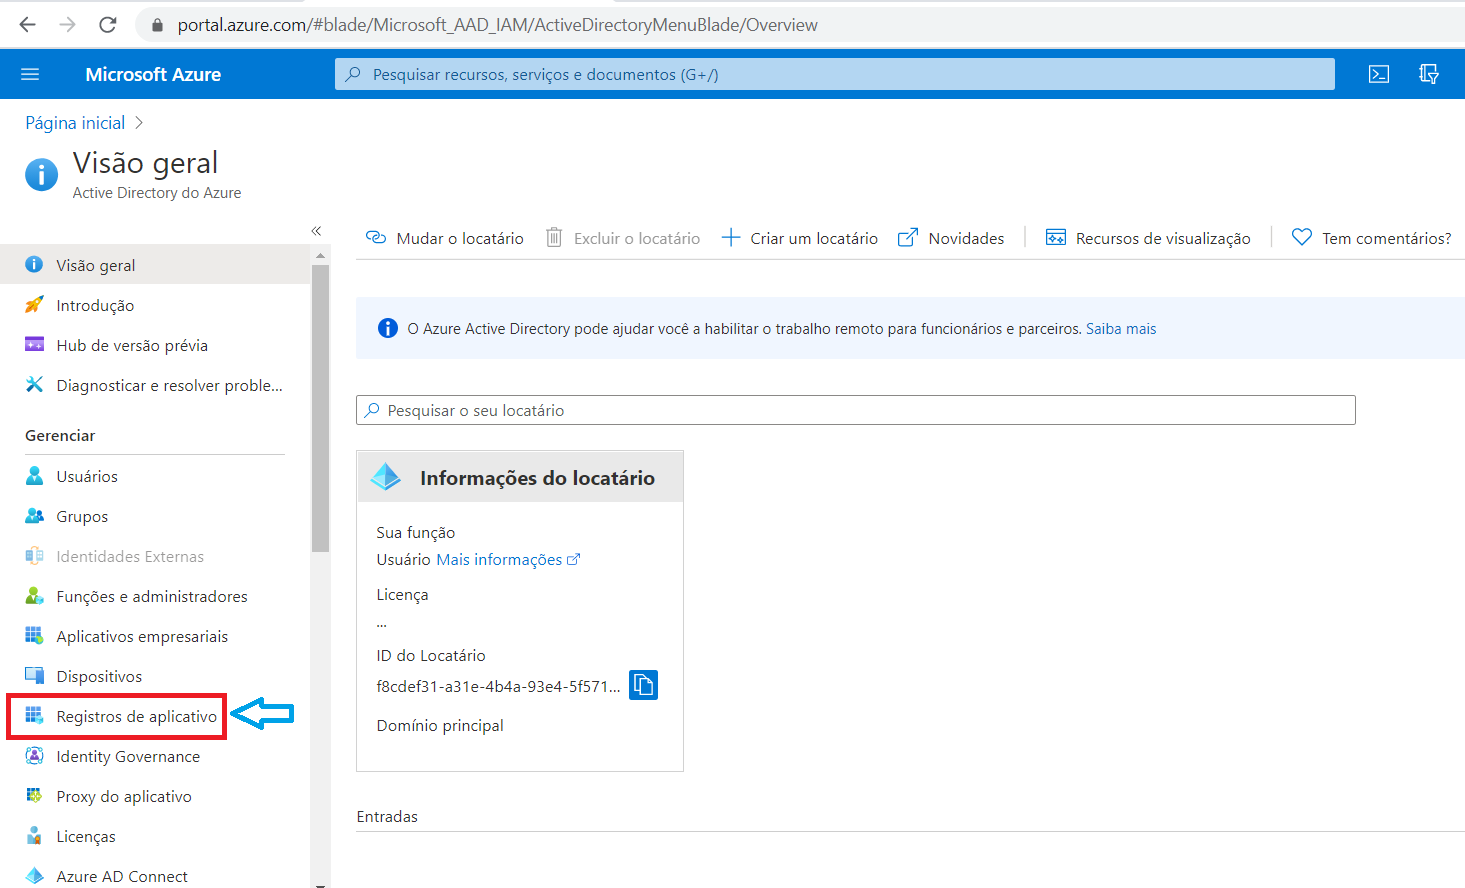 portal.azure.com/#blade/Microsoft_AAD_IAM/ActiveDirectoryMenuBlade/Overview
Microsoft Azure
Pesquisar recursos, serviços e documentos (G+/)
Página inicial
Visão geral
Active Directory do Azure
«
Mudar o locatário
Excluir o locatário
Criar um locatário
Novidades
Recursos de visualização
Tem comentários?
Visão geral
Introdução
Hub de versão prévia
Diagnosticar e resolver proble...
Gerenciar
Usuários
Grupos
Identidades Externas
Funções e administradores
Aplicativos empresariais
Dispositivos
Registros de aplicativo
Identity Governance
Proxy do aplicativo
Licenças
Azure AD Connect
O Azure Active Directory pode ajudar você a habilitar o trabalho remoto para funcionários e parceiros. Saiba mais
Pesquisar o seu locatário
Informações do locatário
Sua função
Usuário Mais informações
Licença
...
ID do Locatário
f8cdef31-a31e-4b4a-93e4-5f571...
Domínio principal
Entradas